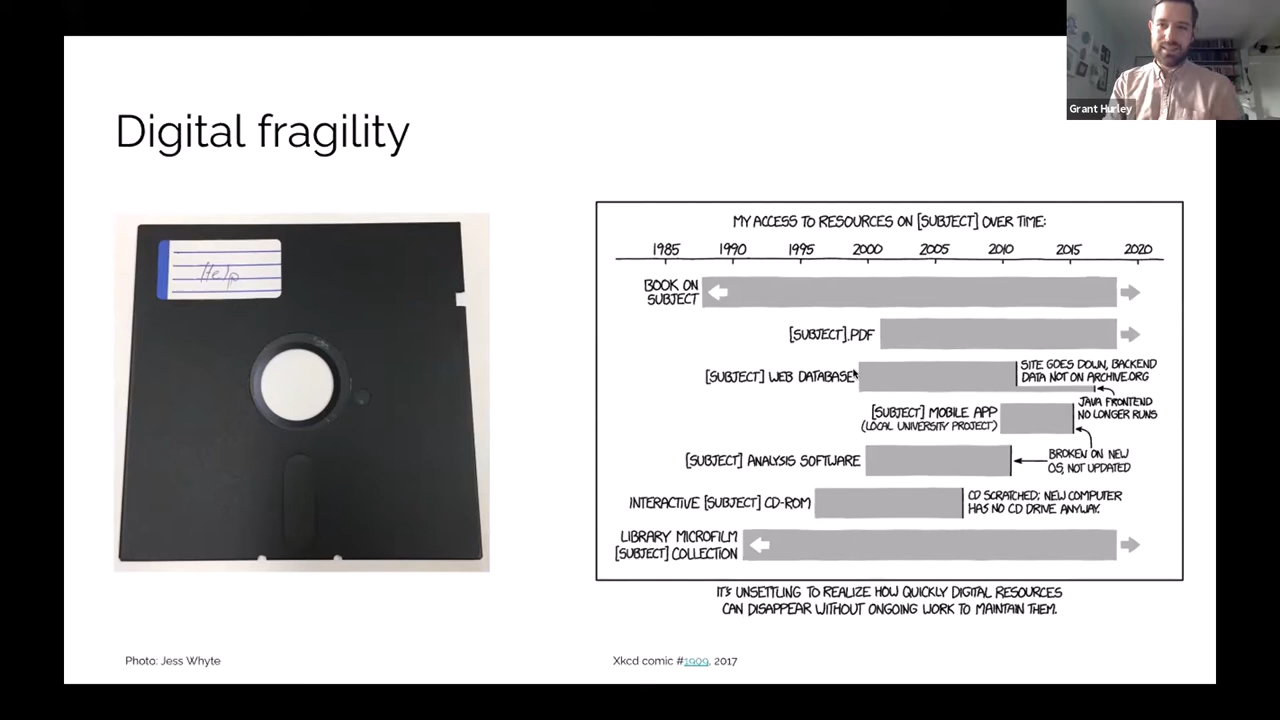 Grant Hurley
Digital fragility
Help
MY ACCESS TO RESOURCES ON [SUBJECT] OVER TIME:
1985 1990 1995 2000 2005 2010 2015 2020
BOOK ON
SUBJECT
[SUBJECT].PDF
[SUBJECT] WEB DATABASE
SITE GOES DOWN, BACKEND
DATA NOT ON ARCHIVE.ORG
JAVA FRONTEND
NO LONGER RUNS
[SUBJECT] MOBILE APP
(LOCAL UNIVERSITY PROJECT)
[SUBJECT] ANALYSIS SOFTWARE
BROKEN ON NEW
OS, NOT UPDATED
INTERACTIVE [SUBJECT] CD-ROM
CD SCRATCHED; NEW COMPUTER
HAS NO CD DRIVE ANYWAY.
LIBRARY MICROFILM
[SUBJECT] COLLECTION
IT'S UNSETTLING TO REALIZE HOW QUICKLY DIGITAL RESOURCES
CAN DISAPPEAR WITHOUT ONGOING WORK TO MAINTAIN THEM.
Photo: Jess Whyte
Xkcd comic #1909, 2017